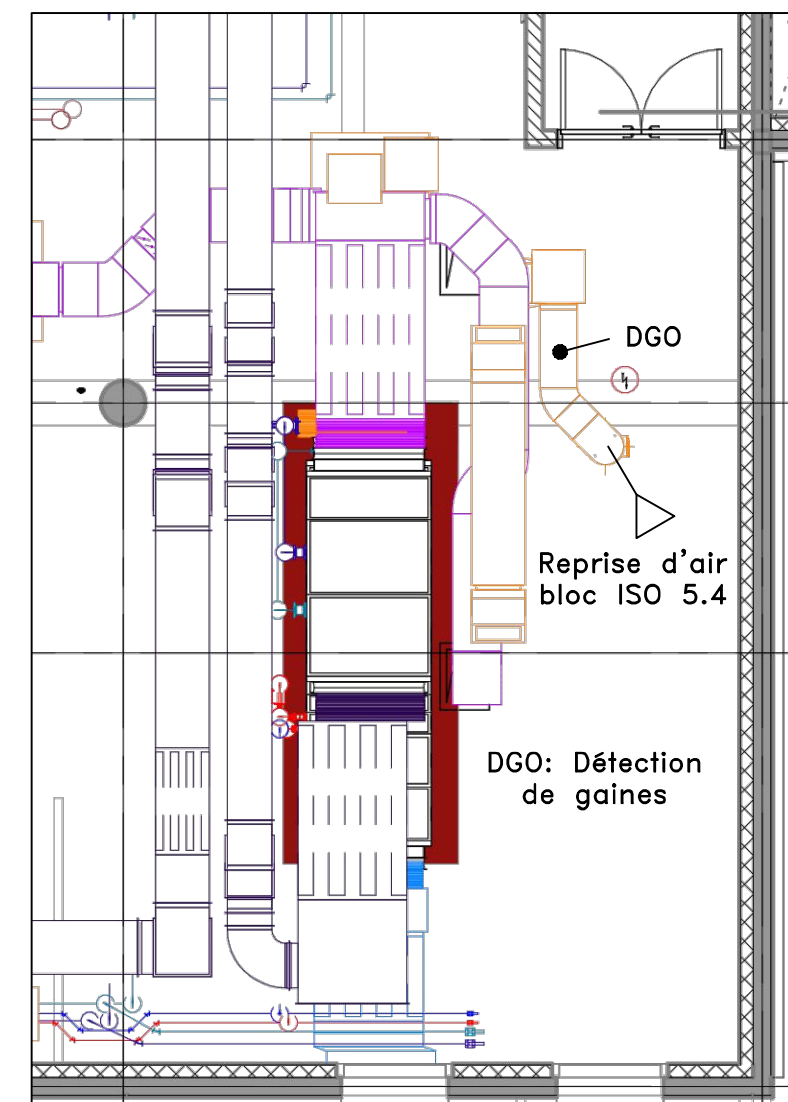 DGO
Reprise d'air
bloc ISO 5.4
DGO: Détection
de gaines